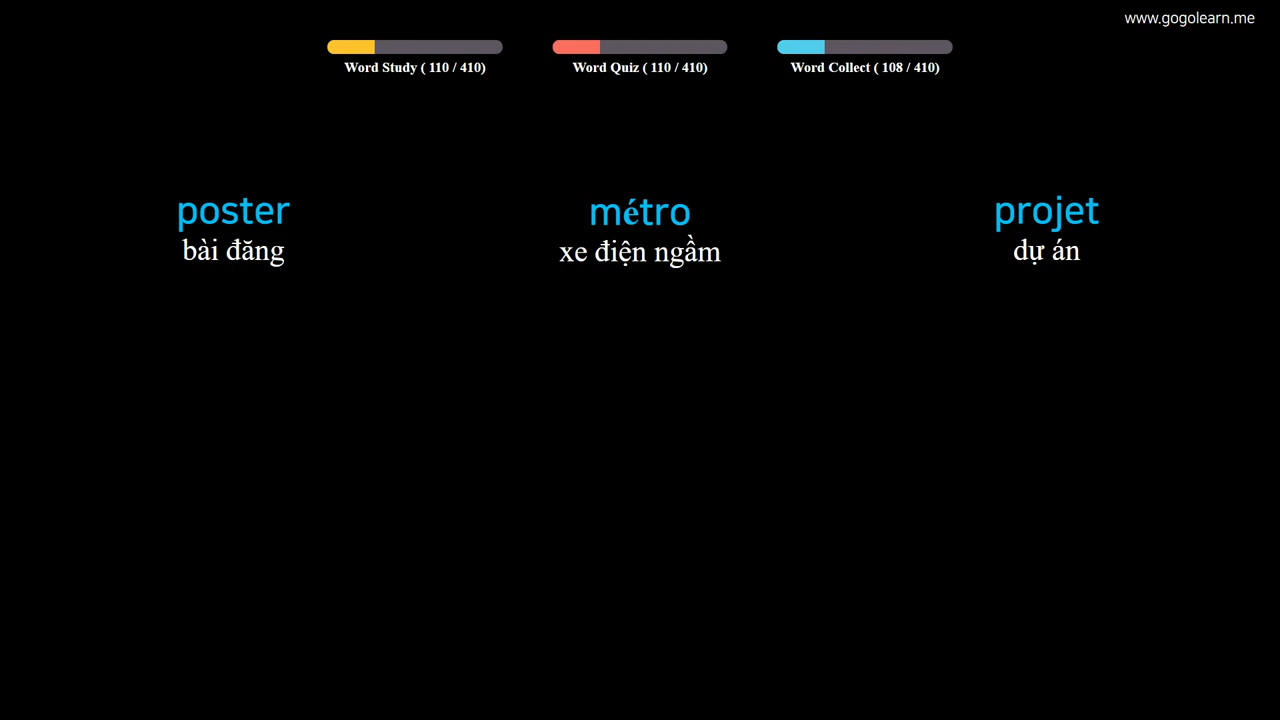 www.gogolearn.me
Word Study ( 110 / 410)
Word Quiz ( 110 / 410)
Word Collect ( 108 / 410)
poster
bài đăng
métro
xe điện ngầm
projet
dự án